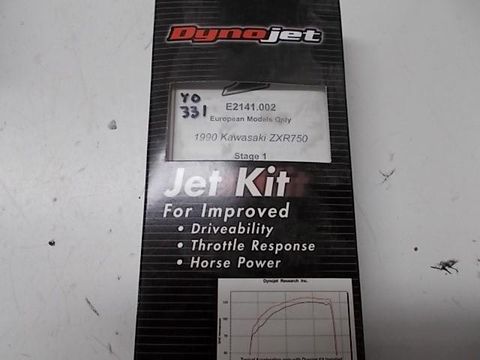 Dynojet
YO
331
E2141.002
European Models Only
1990 Kawasaki ZXR750
Stage 1
Jet Kit
For Improved
• Driveability
• Throttle Response
• Horse Power
Dynojet Research Inc.